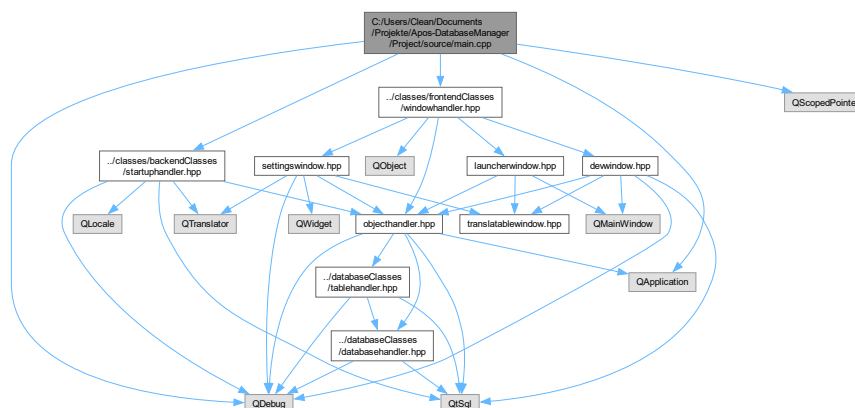 C:/Users/Clean/Documents
/Projekte/Apos-DatabaseManager
/Project/source/main.cpp
../classes/frontendClasses
/windowhandler.hpp
QScopedPointe
../classes/backendClasses
/startuphandler.hpp
settingswindow.hpp
QObject
launcherwindow.hpp
devwindow.hpp
QLocale
QTranslator
QWidget
objecthandler.hpp
translatablewindow.hpp
QMainWindow
../databaseClasses
/tablehandler.hpp
QApplication
../databaseClasses
/databasehandler.hpp
QDebug
QtSql